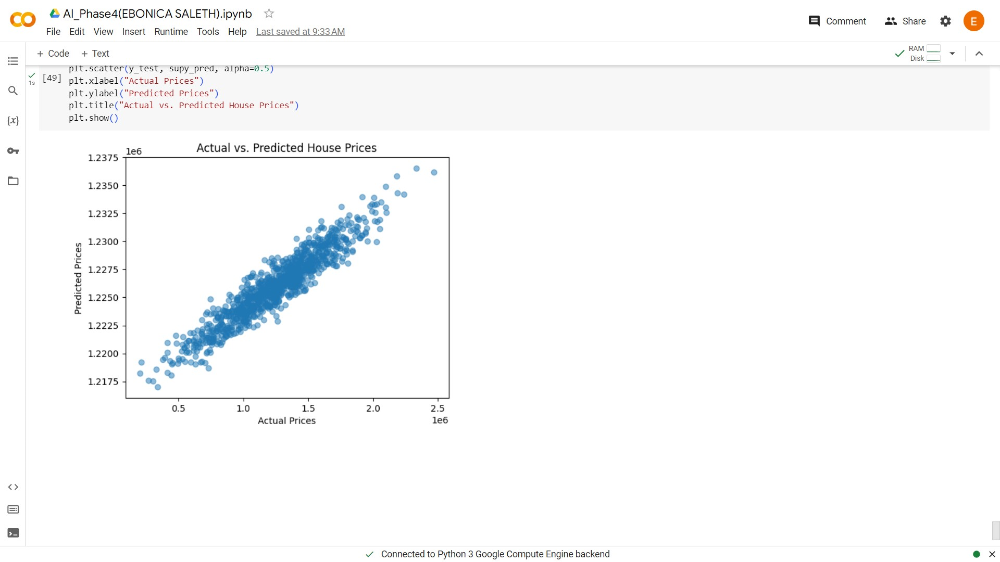 AI_Phase4(EBONICA SALETH).ipynb
Comment
Share
E
File Edit View Insert Runtime Tools Help Last saved at 9:33 AM
+ Code + Text
RAM
Disk
plt.scatter(y_test, supy_pred, alpha=0.5)
[49]
1s
plt.xlabel("Actual Prices")
plt.ylabel("Predicted Prices")
plt.title("Actual vs. Predicted House Prices")
plt.show()
{x}
Actual vs. Predicted House Prices
1e6
1.2375
1.2350
1.2325
1.2300
1.2275
1.2250
1.2225
1.2200
1.2175
Predicted Prices
0.5 1.0 1.5 2.0 2.5
Actual Prices
1e6
Connected to Python 3 Google Compute Engine backend